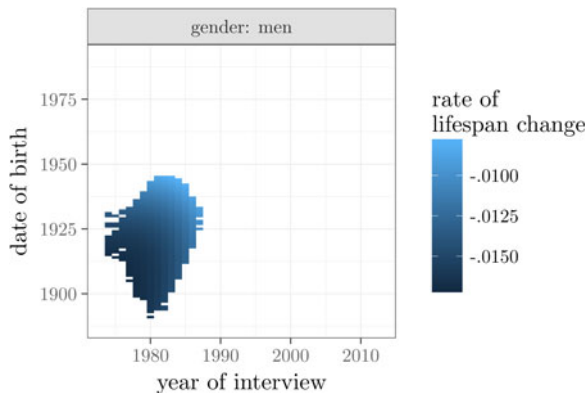 gender: men
date of birth
1975
1950
1925
1900
1980
1990
2000
2010
year of interview
rate of
lifespan change
-.0100
-.0125
-.0150